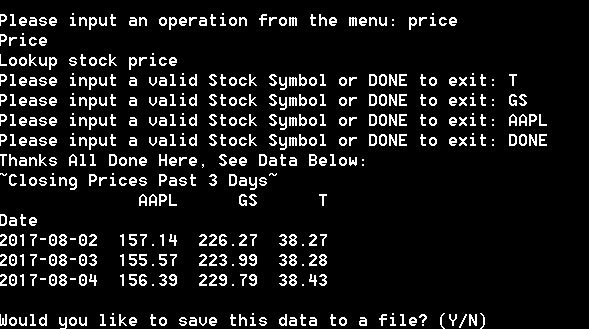 Please input an operation from the menu: price
Price
Lookup stock price
Please input a valid Stock Symbol or DONE to exit: T
Please input a valid Stock Symbol or DONE to exit: GS
Please input a valid Stock Symbol or DONE to exit: AAPL
Please input a valid Stock Symbol or DONE to exit: DONE
Thanks All Done Here, See Data Below:
~Closing Prices Past 3 Days~
AAPL GS T
Date
2017-08-02 157.14 226.27 38.27
2017-08-03 155.57 223.99 38.28
2017-08-04 156.39 229.79 38.43
Would you like to save this data to a file? (Y/N)